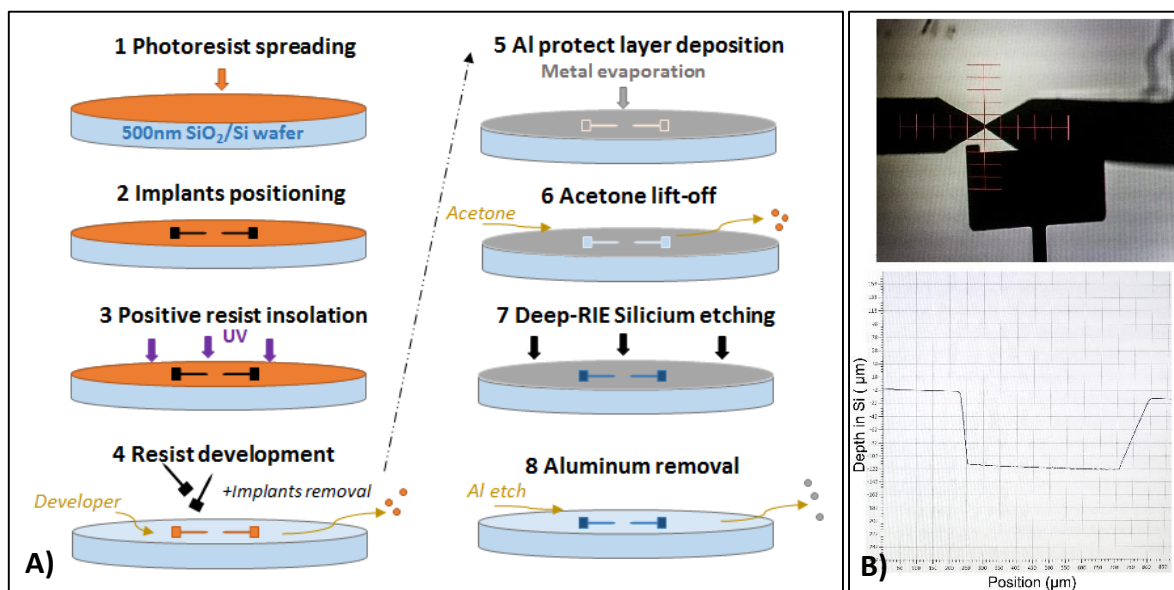 1 Photoresist spreading
500nm SiO₂/Si wafer
2 Implants positioning
3 Positive resist insolation
UV
4 Resist development
+Implants removal
Developer
A)
5 Al protect layer deposition
Metal evaporation
6 Acetone lift-off
Acetone
7 Deep-RIE Silicium etching
8 Aluminum removal
Al etch
Depth in Si ( µm)
Position (µm)
B)